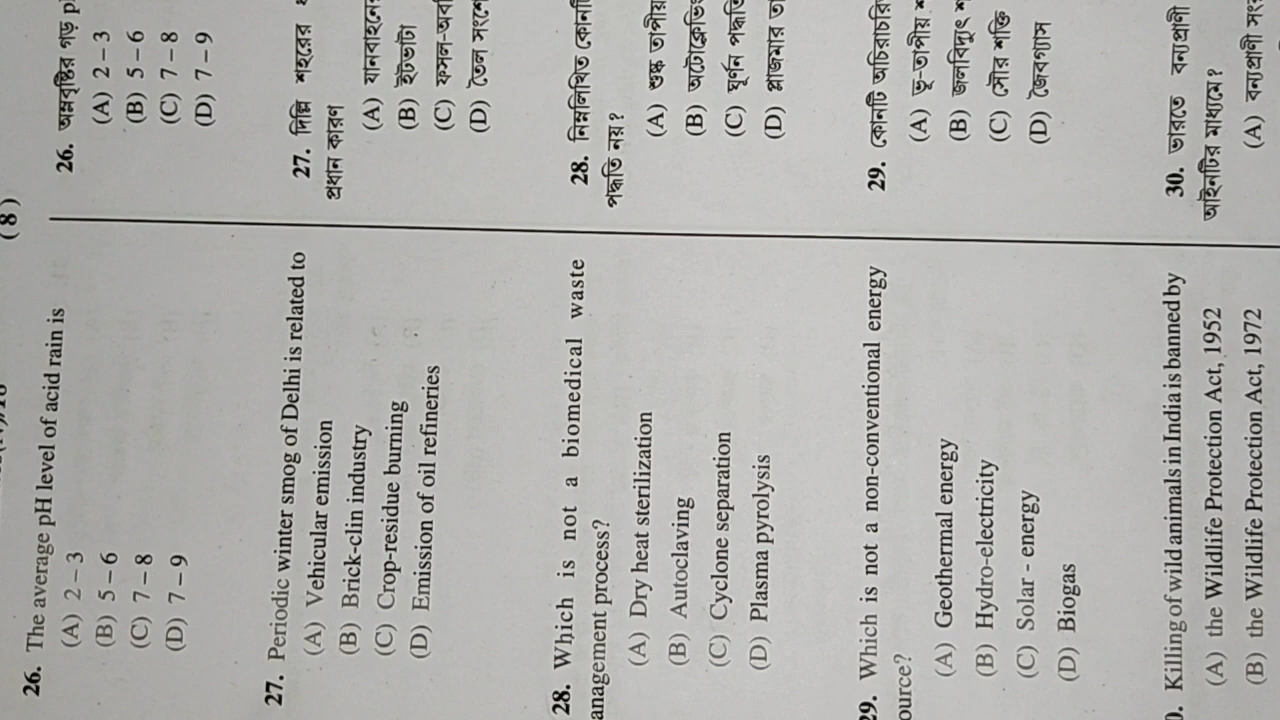 ( 8 )
26. The average pH level of acid rain is
(A) 2 – 3
(B) 5 – 6
(C) 7 – 8
(D) 7 – 9
27. Periodic winter smog of Delhi is related to
(A) Vehicular emission
(B) Brick-clin industry
(C) Crop-residue burning
(D) Emission of oil refineries
28. Which is not a biomedical waste
anagement process?
(A) Dry heat sterilization
(B) Autoclaving
(C) Cyclone separation
(D) Plasma pyrolysis
29. Which is not a non-conventional energy
ource?
(A) Geothermal energy
(B) Hydro-electricity
(C) Solar - energy
(D) Biogas
0. Killing of wild animals in India is banned by
(A) the Wildlife Protection Act, 1952
(B) the Wildlife Protection Act, 1972
26. অম্লবৃষ্টির গড় p
(A) 2 – 3
(B) 5 – 6
(C) 7 – 8
(D) 7 – 9
27. দিল্লি শহরের
প্রধান কারণ
(A) যানবাহনের
(B) ইটভাটা
(C) ফসল-অব
(D) তৈল সংশো
28. নিম্নলিখিত কোনটি
পদ্ধতি নয়?
(A) শুষ্ক তাপীয়
(B) অটোক্লেভিং
(C) ঘূর্ণন পদ্ধতি
(D) প্লাজমার তা
29. কোনটি অচিরাচরি
(A) ভূ-তাপীয় শ
(B) জলবিদ্যুৎ শ
(C) সৌর শক্তি
(D) জৈবগ্যাস
30. ভারতে বন্যপ্রাণী
আইনটির মাধ্যমে?
(A) বন্যপ্রাণী সং